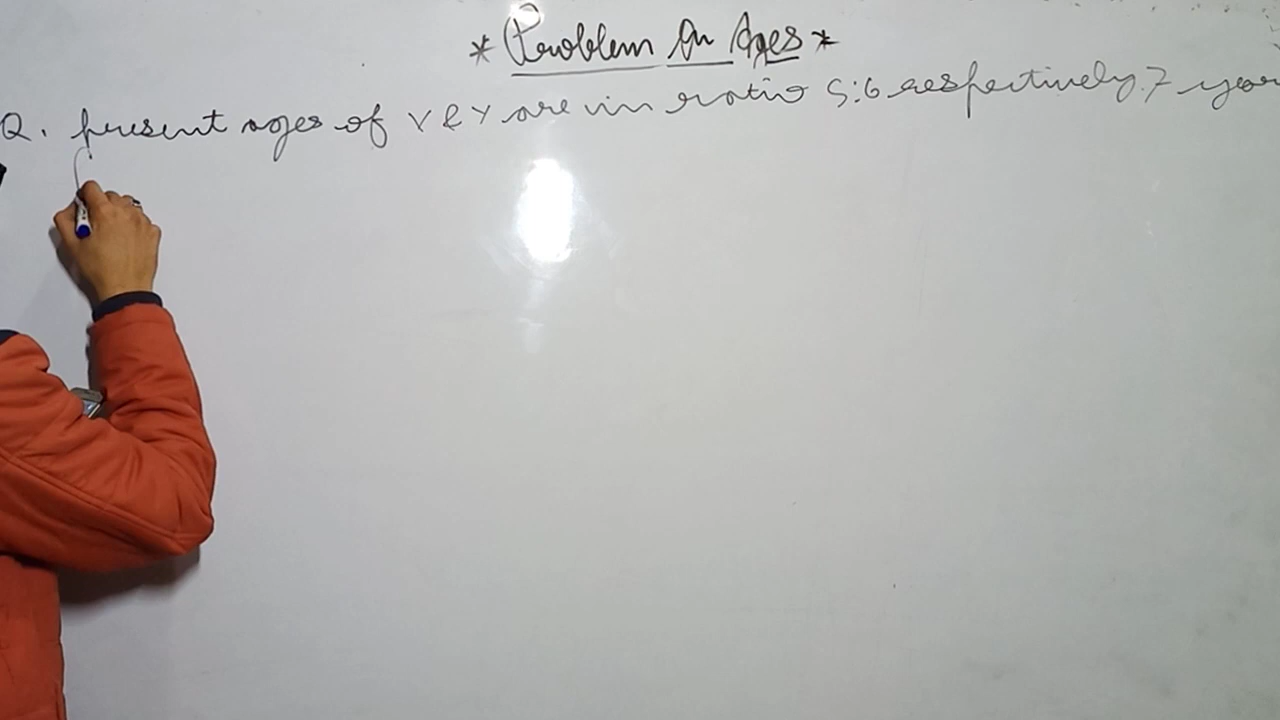 * Problem On Ages *
Q. present ages of X & Y are in ratio 5:6 respectively. 7 year